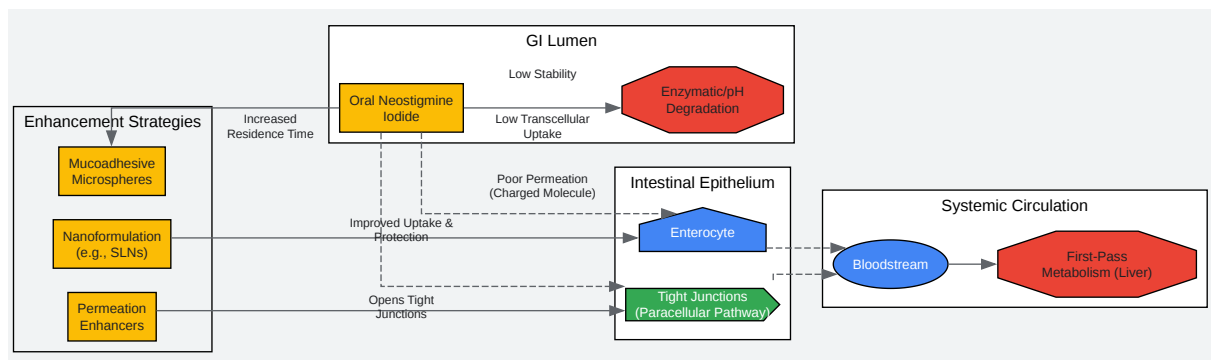 GI Lumen
Low Stability
Oral Neostigmine
Iodide
Enzymatic/pH
Degradation
Low Transcellular
Uptake
Enhancement Strategies
Increased
Residence Time
Mucoadhesive
Microspheres
Poor Permeation
(Charged Molecule)
Intestinal Epithelium
Systemic Circulation
Nanoformulation
(e.g., SLNs)
Improved Uptake &
Protection
Enterocyte
Bloodstream
First-Pass
Metabolism (Liver)
Permeation
Enhancers
Opens Tight
Junctions
Tight Junctions
(Paracellular Pathway)